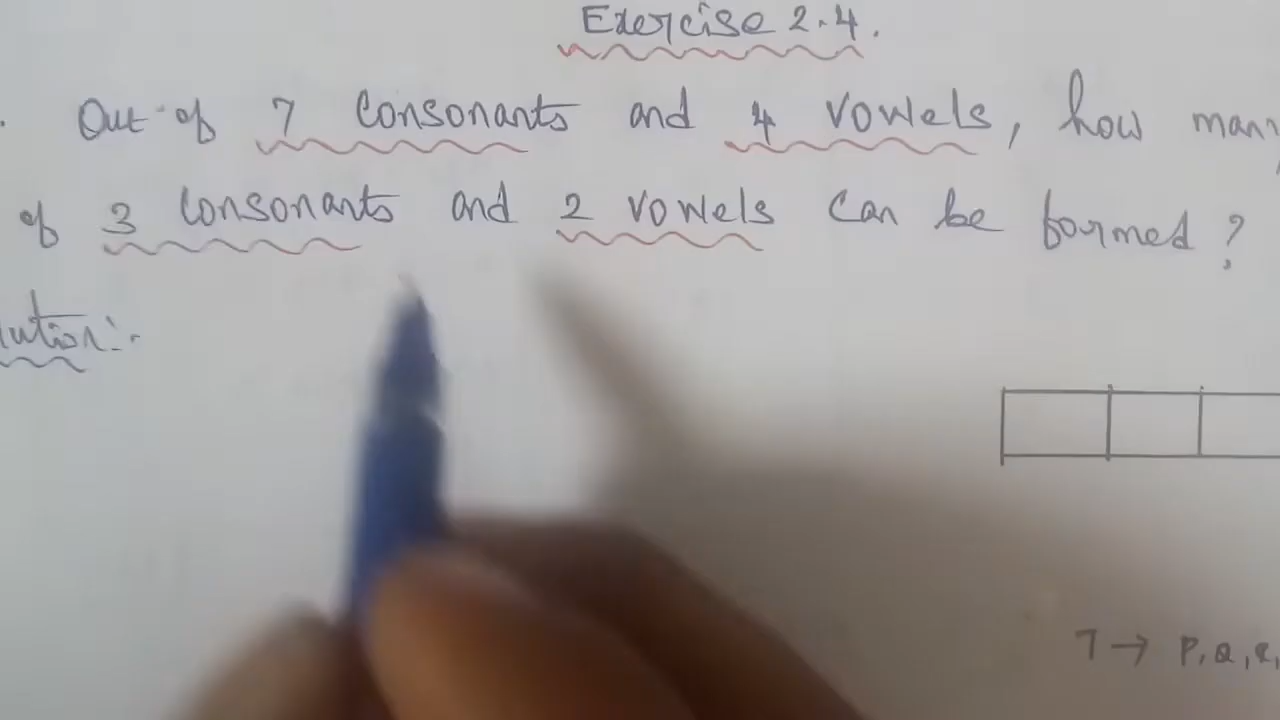 Exercise 2.4.
. Out of 7 Consonants and 4 vowels, how many
of 3 consonants and 2 vowels can be formed?
ution:-
7 → P, Q, R,